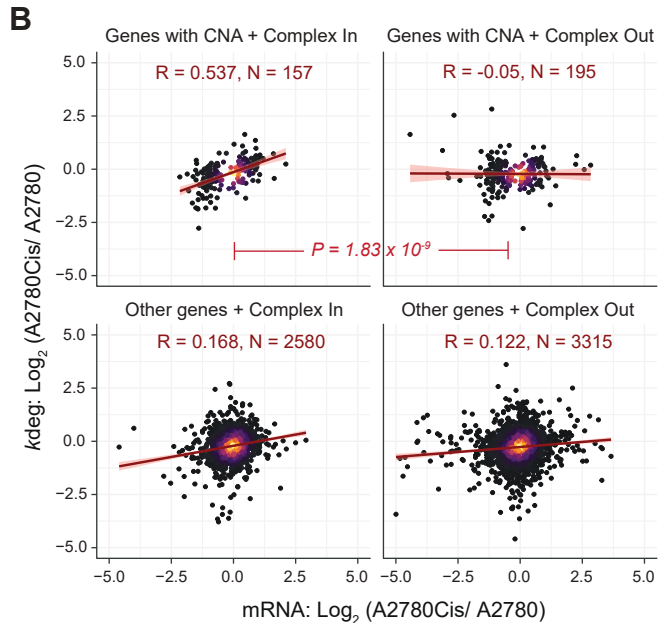 B
Genes with CNA + Complex In
Genes with CNA + Complex Out
R = 0.537, N = 157
R = -0.05, N = 195
5.0
2.5
0.0
−2.5
−5.0
P = 1.83 x 10-9
Other genes + Complex In
Other genes + Complex Out
R = 0.168, N = 2580
R = 0.122, N = 3315
5.0
2.5
0.0
−2.5
−5.0
−5.0 −2.5 0.0 2.5 5.0
−5.0 −2.5 0.0 2.5 5.0
kdeg: Log2 (A2780Cis/ A2780)
mRNA: Log2 (A2780Cis/ A2780)